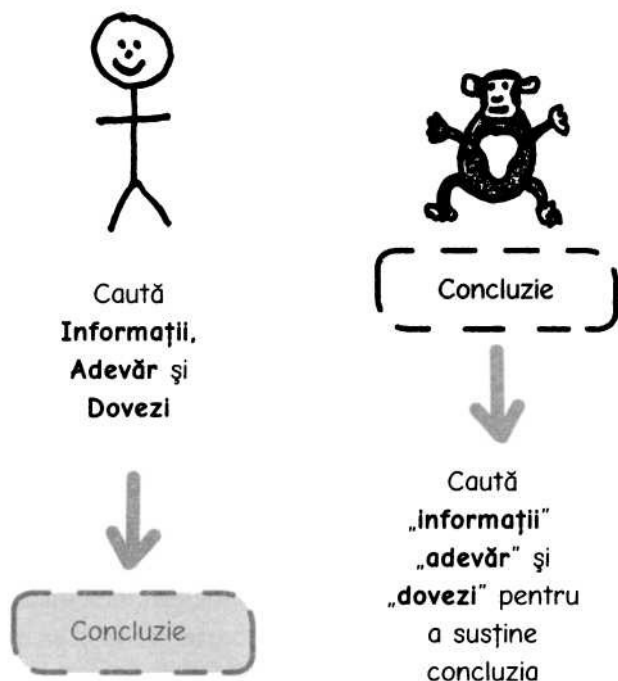 Caută
Informații,
Adevăr și
Dovezi
Concluzie
Concluzie
Caută
„informații”
„adevăr” și
„dovezi” pentru
a susține
concluzia